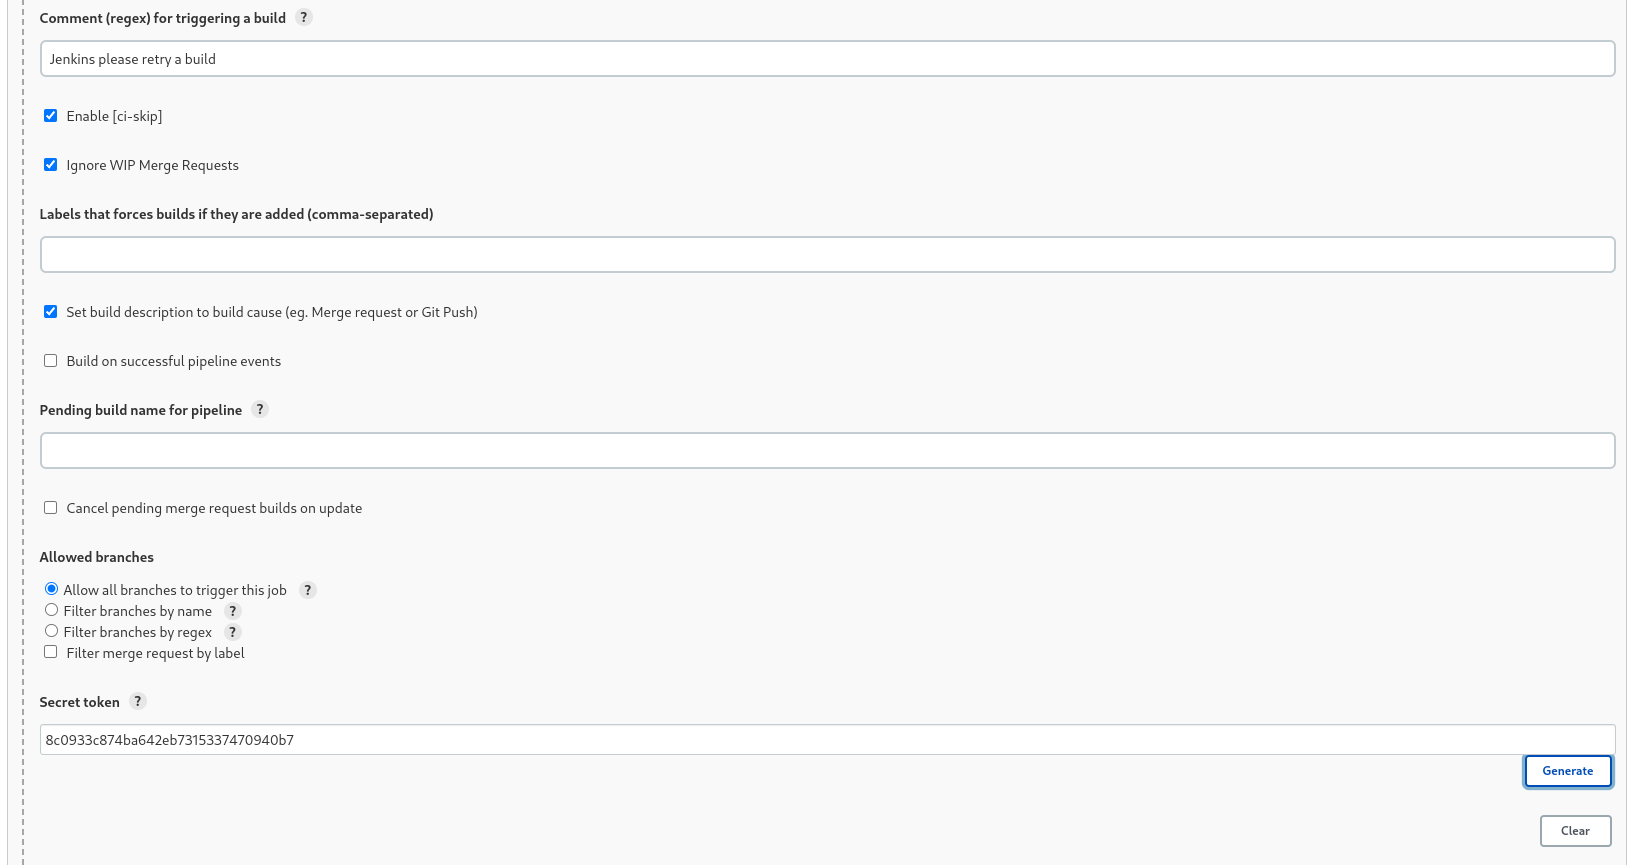 Comment (regex) for triggering a build ?
Jenkins please retry a build
Enable [ci-skip]
Ignore WIP Merge Requests
Labels that forces builds if they are added (comma-separated)
Set build description to build cause (eg. Merge request or Git Push)
Build on successful pipeline events
Pending build name for pipeline ?
Cancel pending merge request builds on update
Allowed branches
Allow all branches to trigger this job ?
Filter branches by name ?
Filter branches by regex ?
Filter merge request by label
Secret token ?
8c0933c874ba642eb7315337470940b7
Generate
Clear